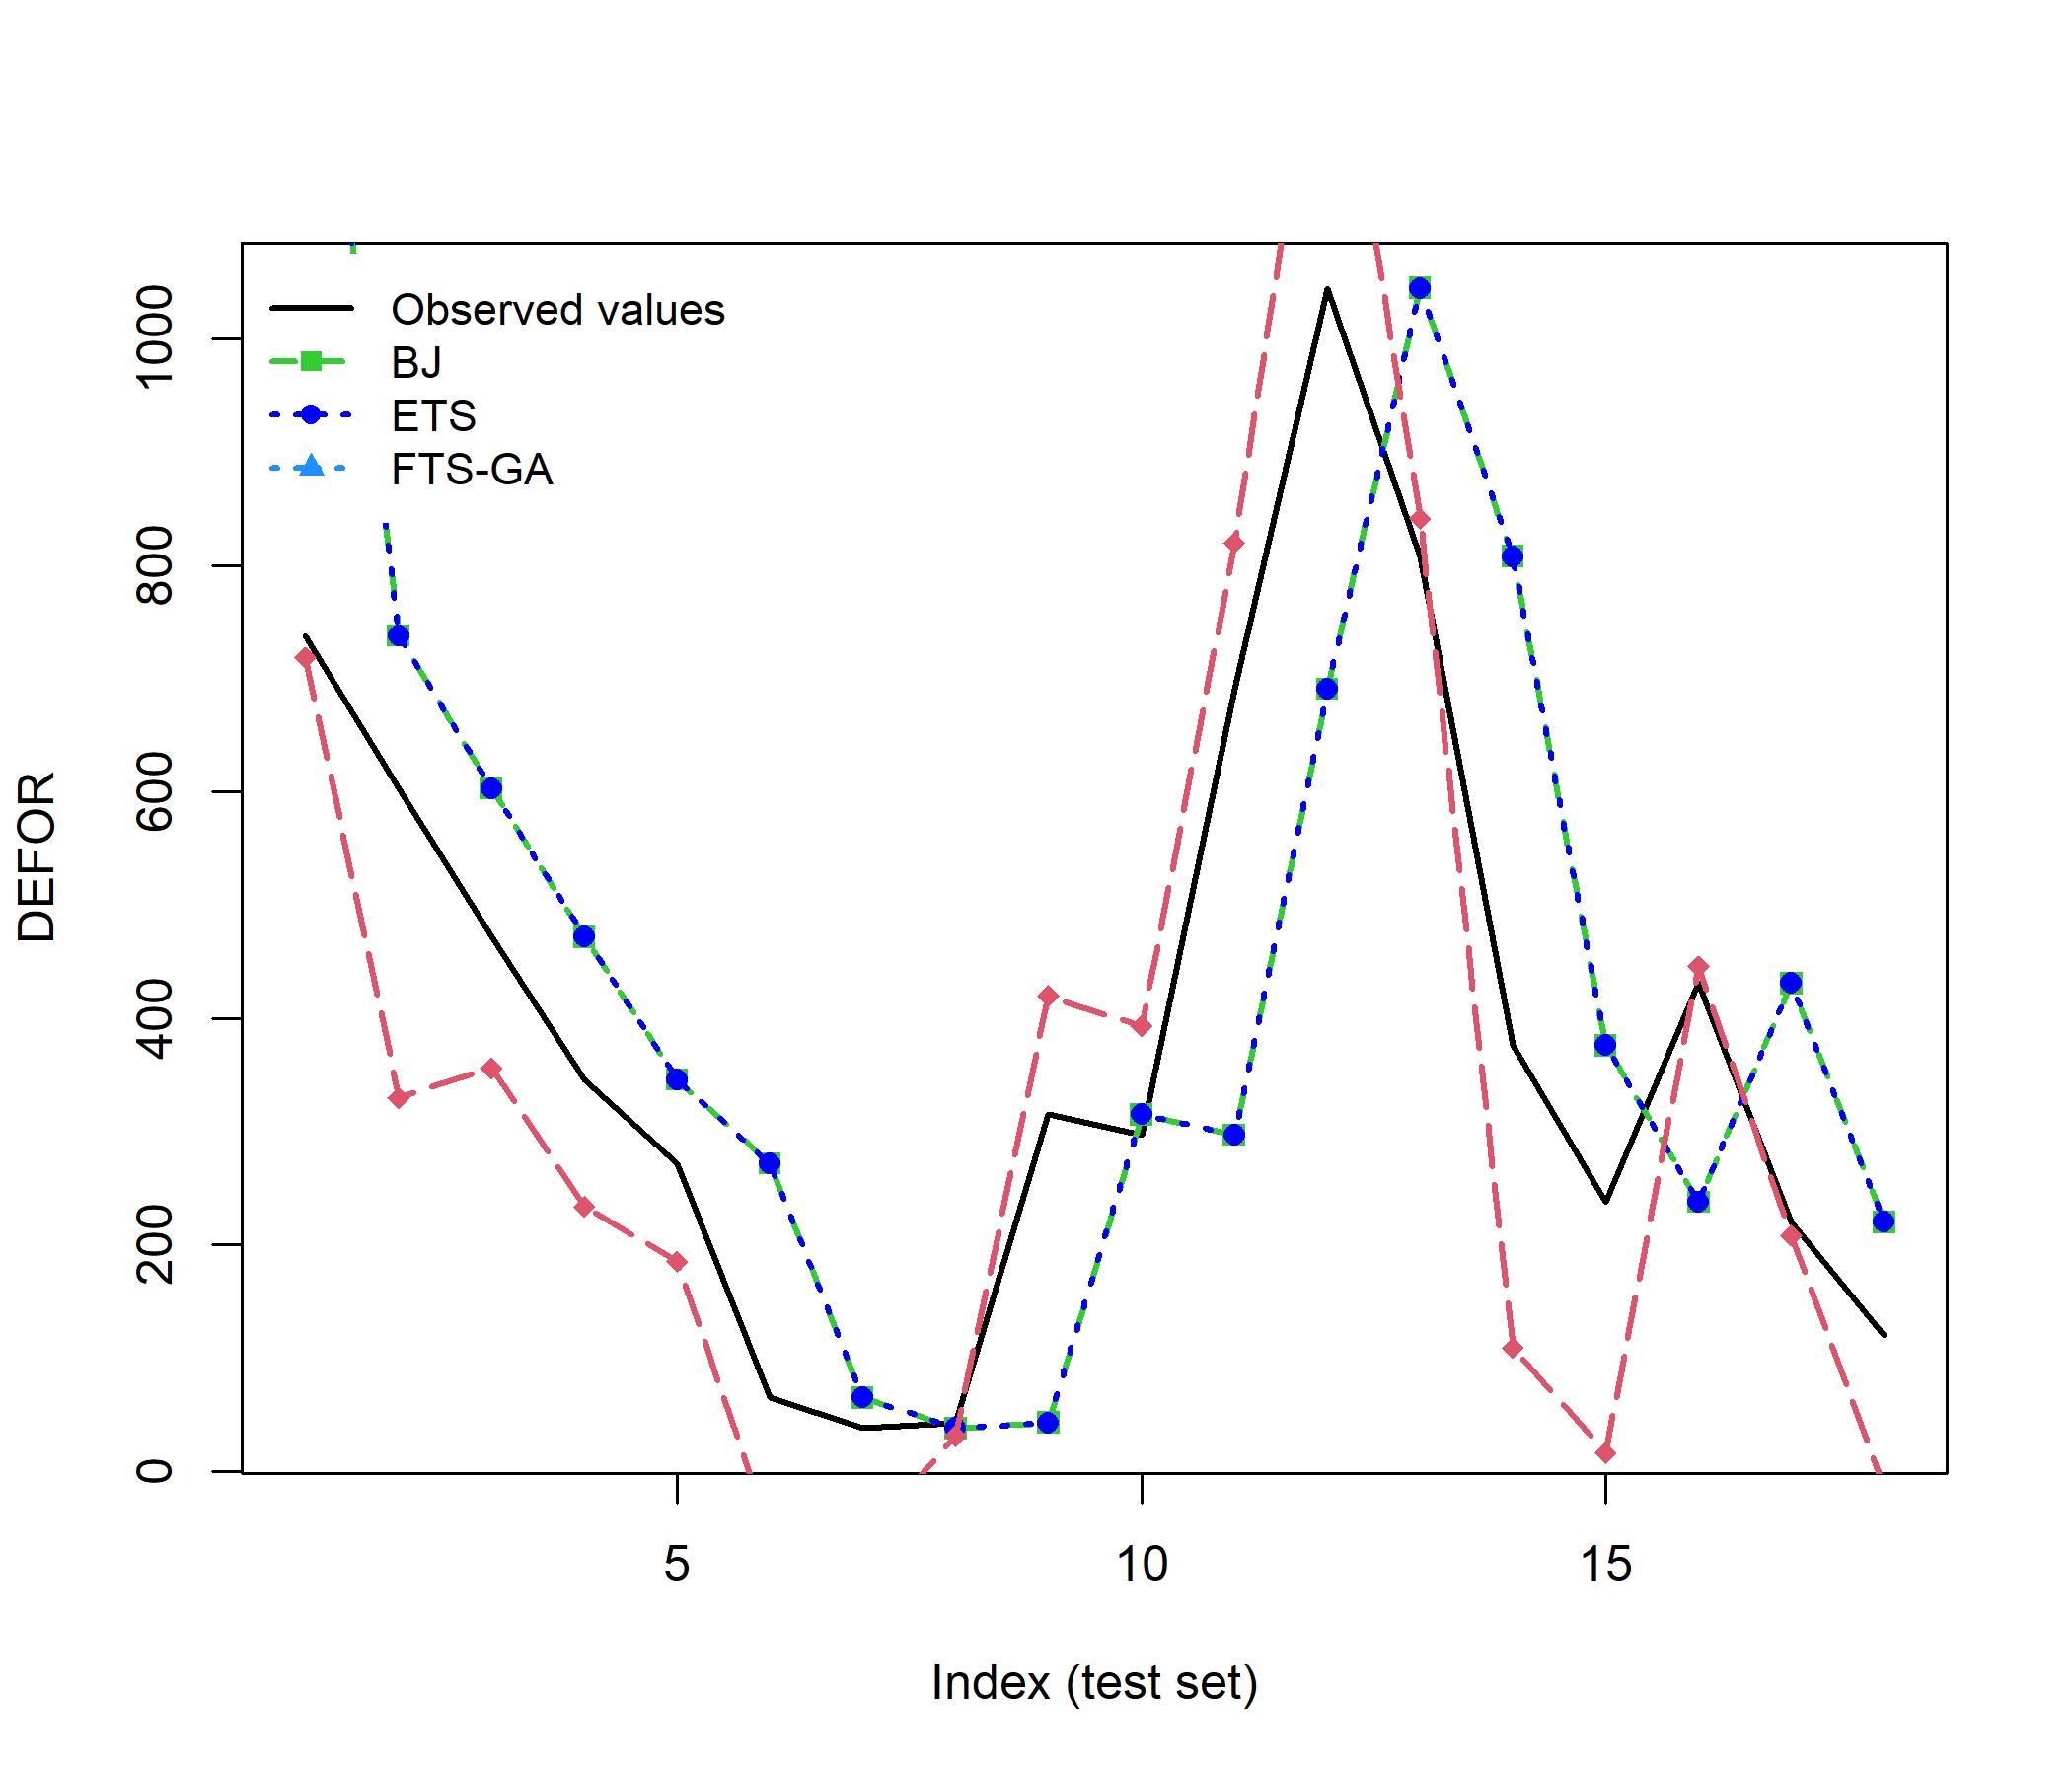 Observed values
BJ
ETS
FTS-GA
DEFOR
1000
800
600
400
200
0
5 10 15
Index (test set)